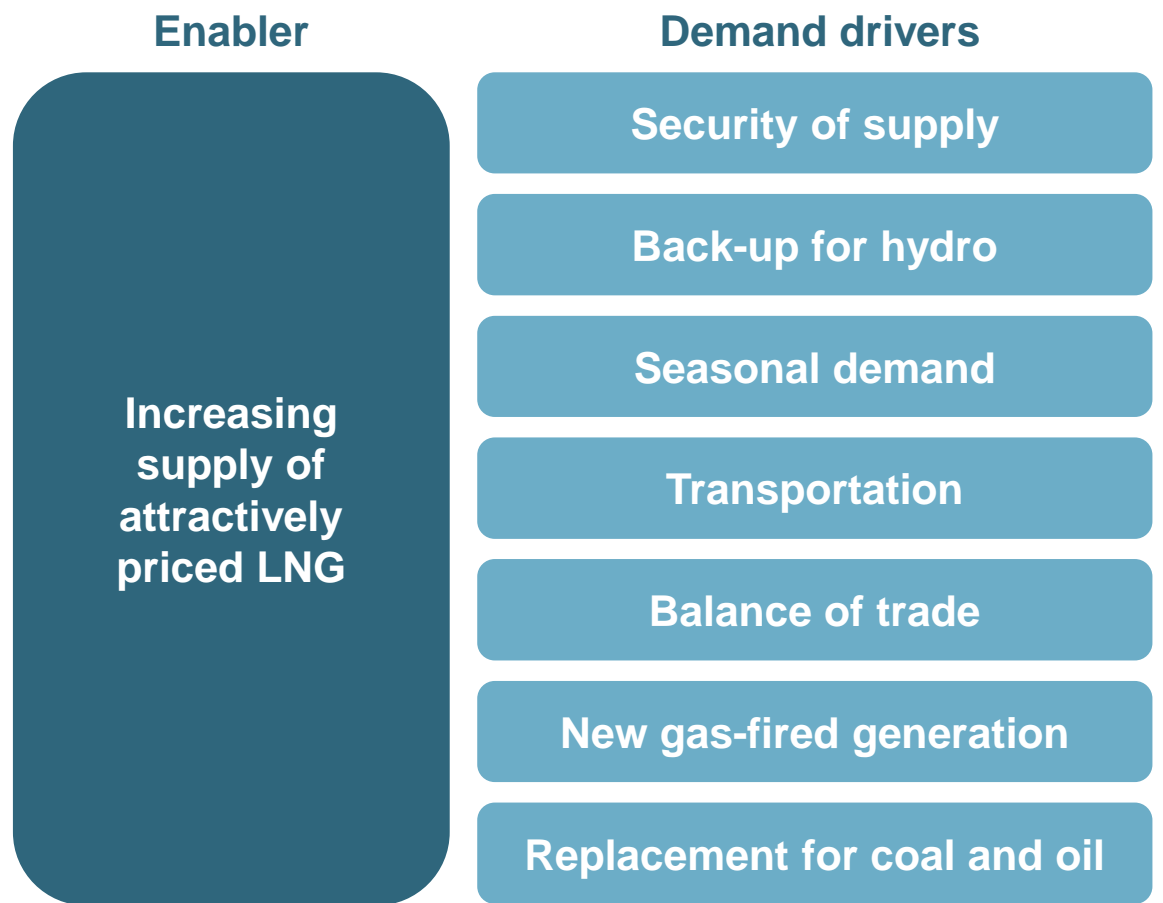 Enabler
Demand drivers
Increasing
supply of
attractively
priced LNG
Security of supply
Back-up for hydro
Seasonal demand
Transportation
Balance of trade
New gas-fired generation
Replacement for coal and oil